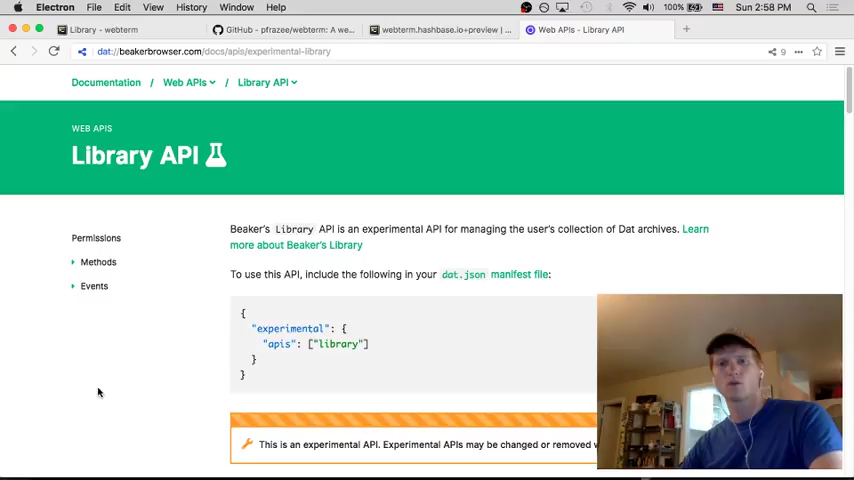 Electron File Edit View History Window Help 100% Sun 2:58 PM
Library - webterm GitHub - pfrazee/webterm: A we... webterm.hashbase.io+preview | ... Web APIs - Library API
dat://beakerbrowser.com/docs/apis/experimental-library 9
Documentation / Web APIs / Library API
WEB APIS
Library API
Permissions
Methods
Events
Beaker's Library API is an experimental API for managing the user's collection of Dat archives. Learn
more about Beaker's Library
To use this API, include the following in your dat.json manifest file:
{
"experimental": {
"apis": ["library"]
}
}
This is an experimental API. Experimental APIs may be changed or removed